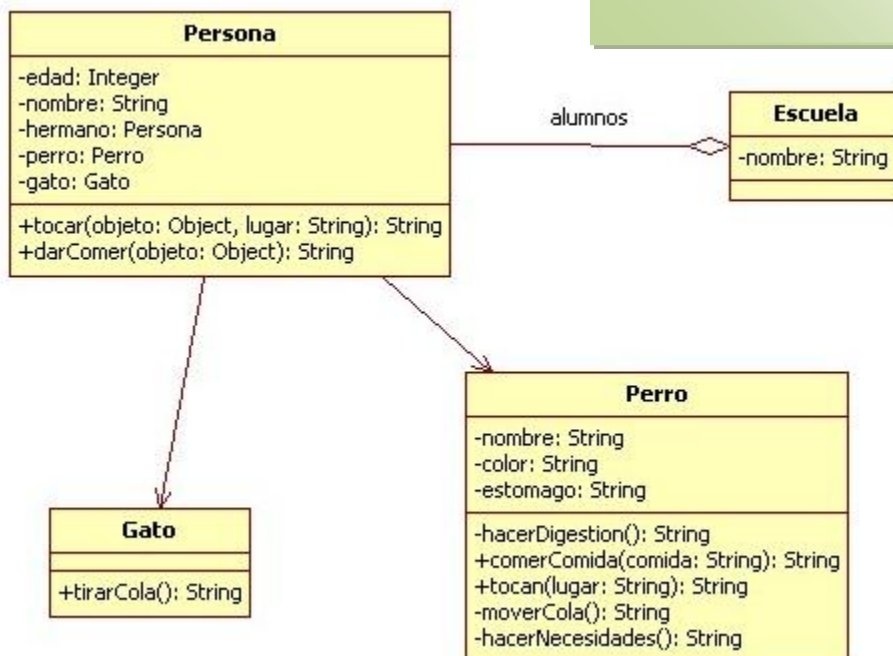 Persona
-edad: Integer
-nombre: String
-hermano: Persona
-perro: Perro
-gato: Gato
+tocar(objeto: Object, lugar: String): String
+darComer(objeto: Object): String
alumnos
Escuela
-nombre: String
Gato
+tirarCola(): String
Perro
-nombre: String
-color: String
-estomago: String
-hacerDigestion(): String
+comerComida(comida: String): String
+tocan(lugar: String): String
-moverCola(): String
-hacerNecesidades(): String